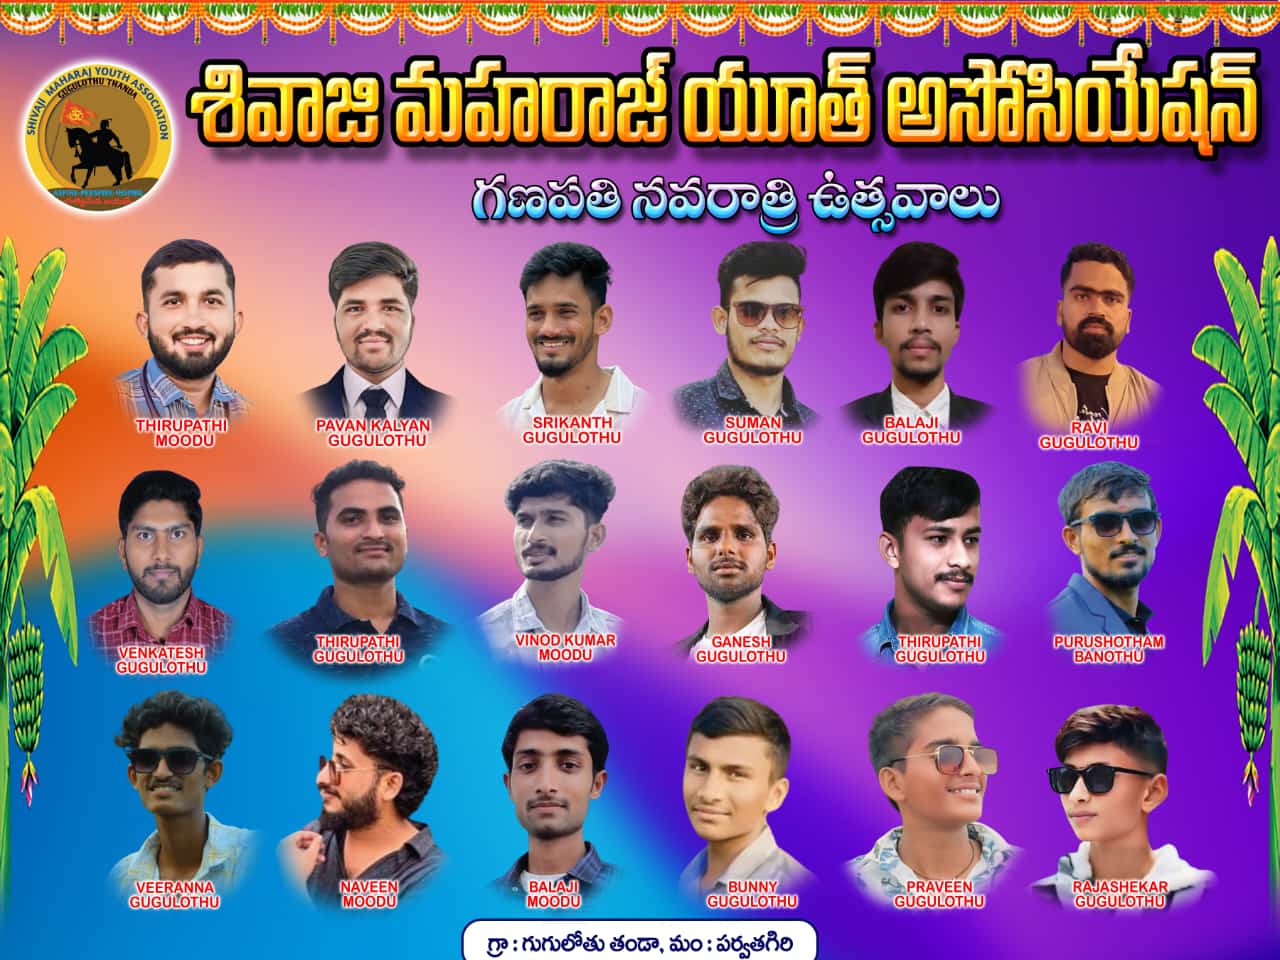 SHIVAJI MAHARAJ YOUTH ASSOCIATION
GUGULOTHU THANDA
శివాజి మహరాజ్ యూత్ అసోసియేషన్
గణపతి నవరాత్రి ఉత్సవాలు
THIRUPATHI
MOODU
PAVAN KALYAN
GUGULOTHU
SRIKANTH
GUGULOTHU
SUMAN
GUGULOTHU
BALAJI
GUGULOTHU
RAVI
GUGULOTHU
VENKATESH
GUGULOTHU
THIRUPATHI
GUGULOTHU
VINOD KUMAR
MOODU
GANESH
GUGULOTHU
THIRUPATHI
GUGULOTHU
PURUSHOTHAM
BANOTHU
VEERANNA
GUGULOTHU
NAVEEN
MOODU
BALAJI
MOODU
BUNNY
GUGULOTHU
PRAVEEN
GUGULOTHU
RAJASHEKAR
GUGULOTHU
గ్రా : గుగులోతు తండా, మం : పర్వతగిరి